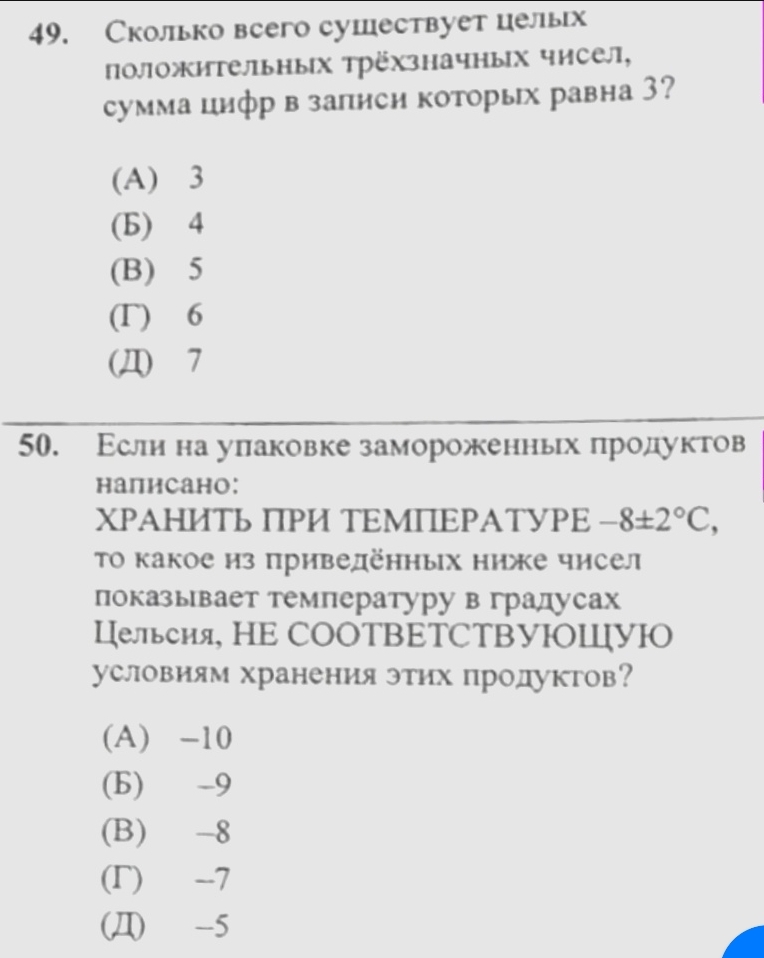 49. Сколько всего существует целых
положительных трёхзначных чисел,
сумма цифр в записи которых равна 3?
(А) 3
(Б) 4
(В) 5
(Г) 6
(Д) 7
50. Если на упаковке замороженных продуктов
написано:
ХРАНИТЬ ПРИ ТЕМПЕРАТУРЕ –8±2°С,
то какое из приведённых ниже чисел
показывает температуру в градусах
Цельсия, НЕ СООТВЕТСТВУЮЩУЮ
условиям хранения этих продуктов?
(А) –10
(Б) –9
(В) –8
(Г) –7
(Д) –5